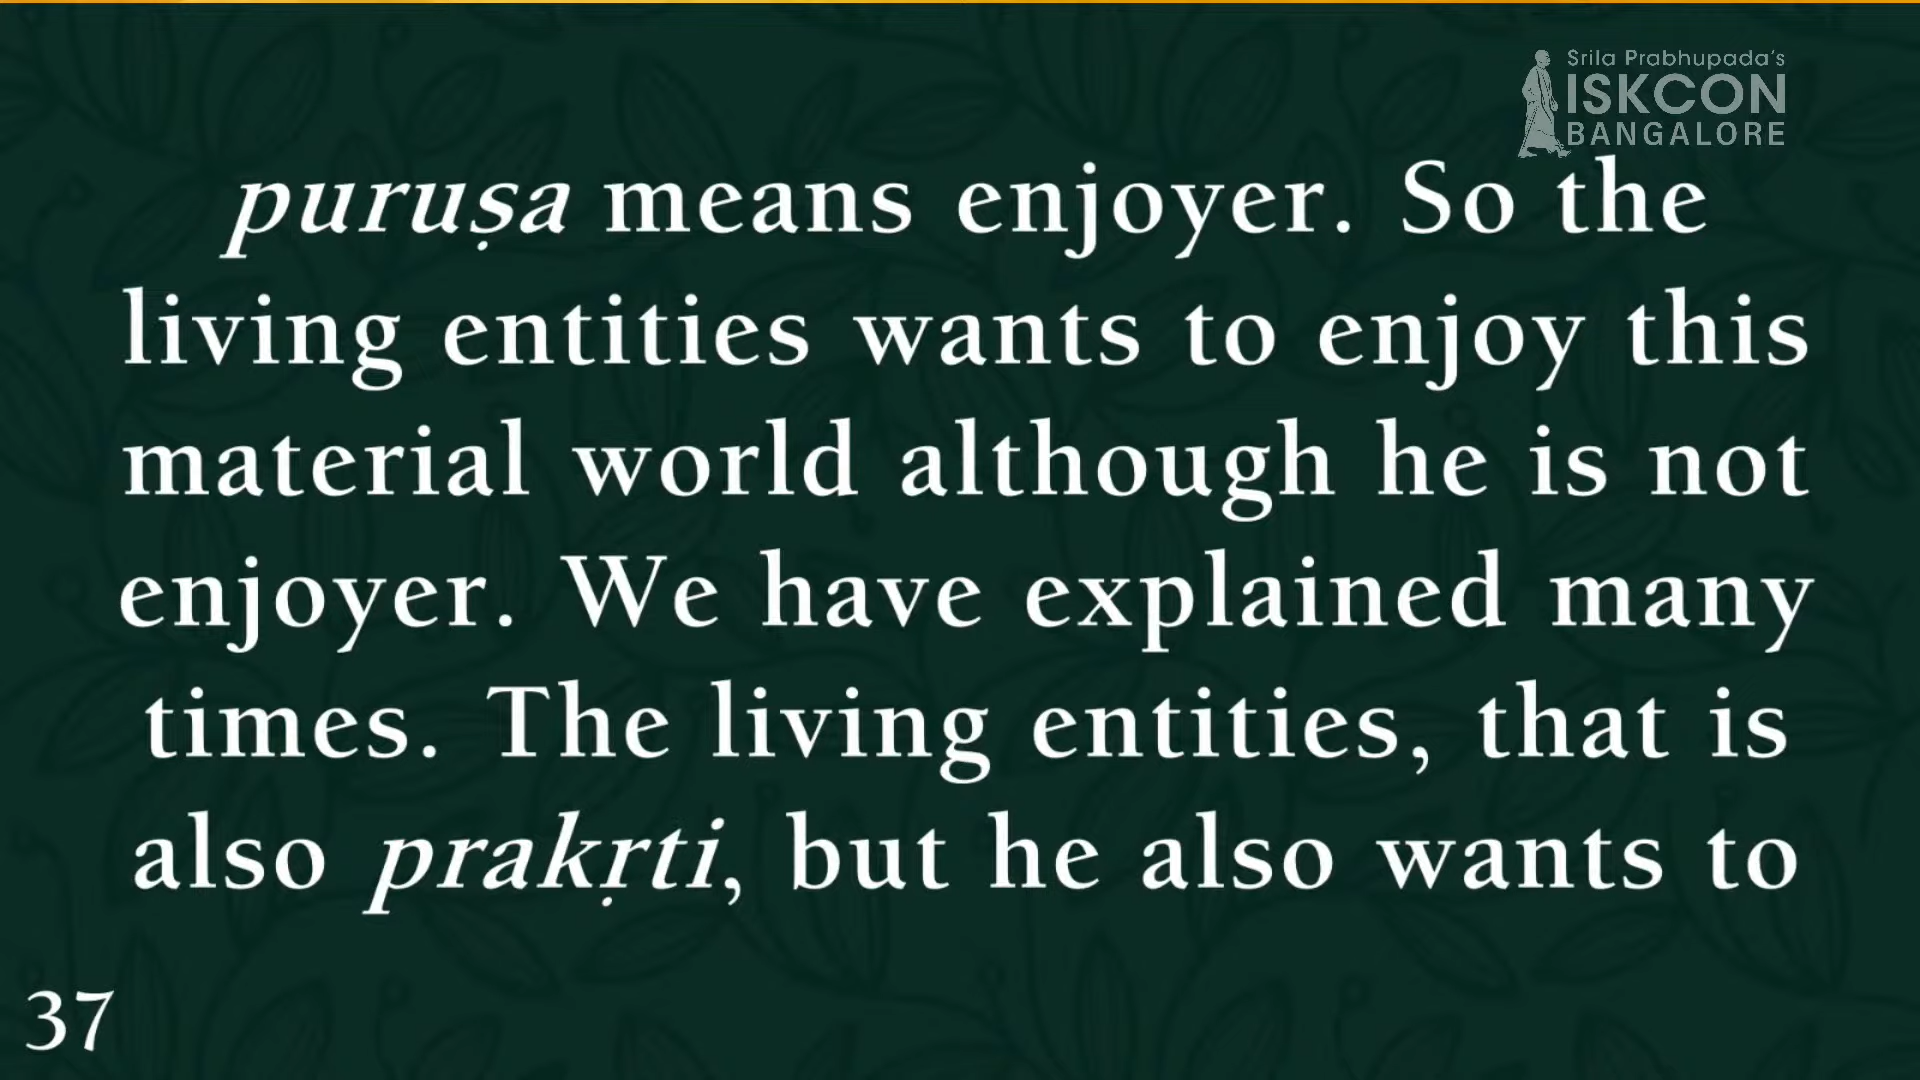 Srila Prabhupada's
ISKCON
BANGALORE
puruṣa means enjoyer. So the
living entities wants to enjoy this
material world although he is not
enjoyer. We have explained many
times. The living entities, that is
also prakṛti, but he also wants to
37